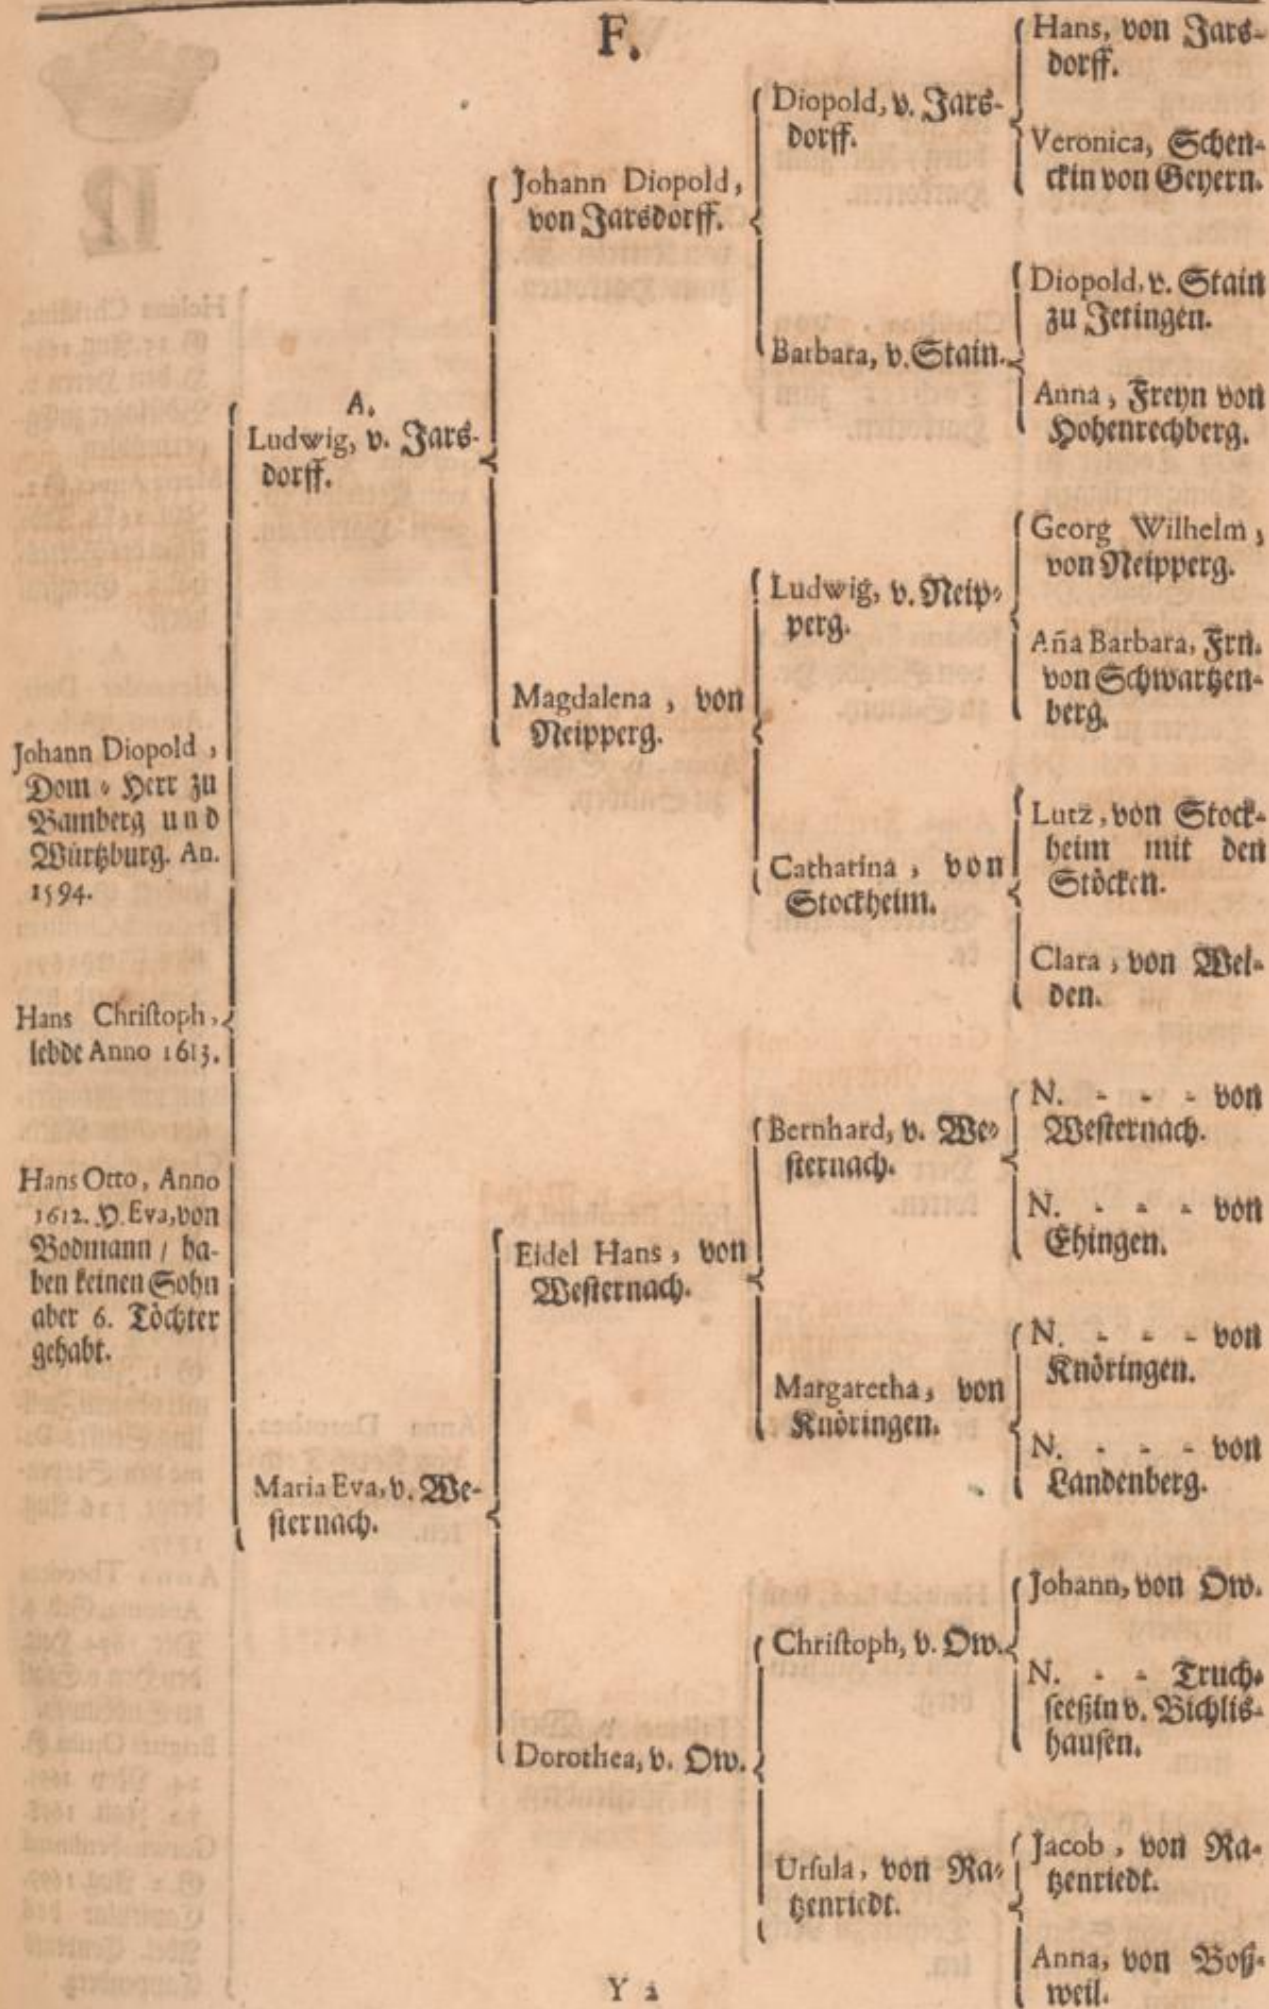 F.
Johann Diopold,
Dom-Herr zu
Bamberg und
Würtzburg. An.
1594.
Hans Christoph,
lebde Anno 1613.
Hans Otto, Anno
1612. H. Eva, von
Bodmann / ha-
ben keinen Sohn
aber 6. Töchter
gehabt.
A.
Ludwig, v. Jars-
dorff.
Maria Eva, v. We-
sternach.
Johann Diopold,
von Jarsdorff.
Magdalena, von
Neipperg.
Eidel Hans, von
Westernach.
Dorothea, v. Ow.
Diopold, v. Jars-
dorff.
Barbara, v. Stain.
Ludwig, v. Neip-
perg.
Catharina, von
Stockheim.
Bernhard, v. We-
sternach.
Margaretha, von
Knöringen.
Christoph, v. Ow.
Ursula, von Ra-
tzenriedt.
Hans, von Jars-
dorff.
Veronica, Schen-
ckin von Geyern.
Diopold, v. Stain
zu Jetingen.
Anna, Freyn von
Hohenrechberg.
Georg Wilhelm,
von Neipperg.
Aña Barbara, Frn.
von Schwartzen-
berg.
Lutz, von Stock-
heim mit den
Stöcken.
Clara, von Wel-
den.
N. - - - von
Westernach.
N. - - - von
Ehingen.
N. - - - von
Knöringen.
N. - - - von
Landenberg.
Johann, von Ow.
N. - - Truch-
seeßin v. Bichlis-
hausen.
Jacob, von Ra-
tzenriedt.
Anna, von Boß-
weil.
Y 2